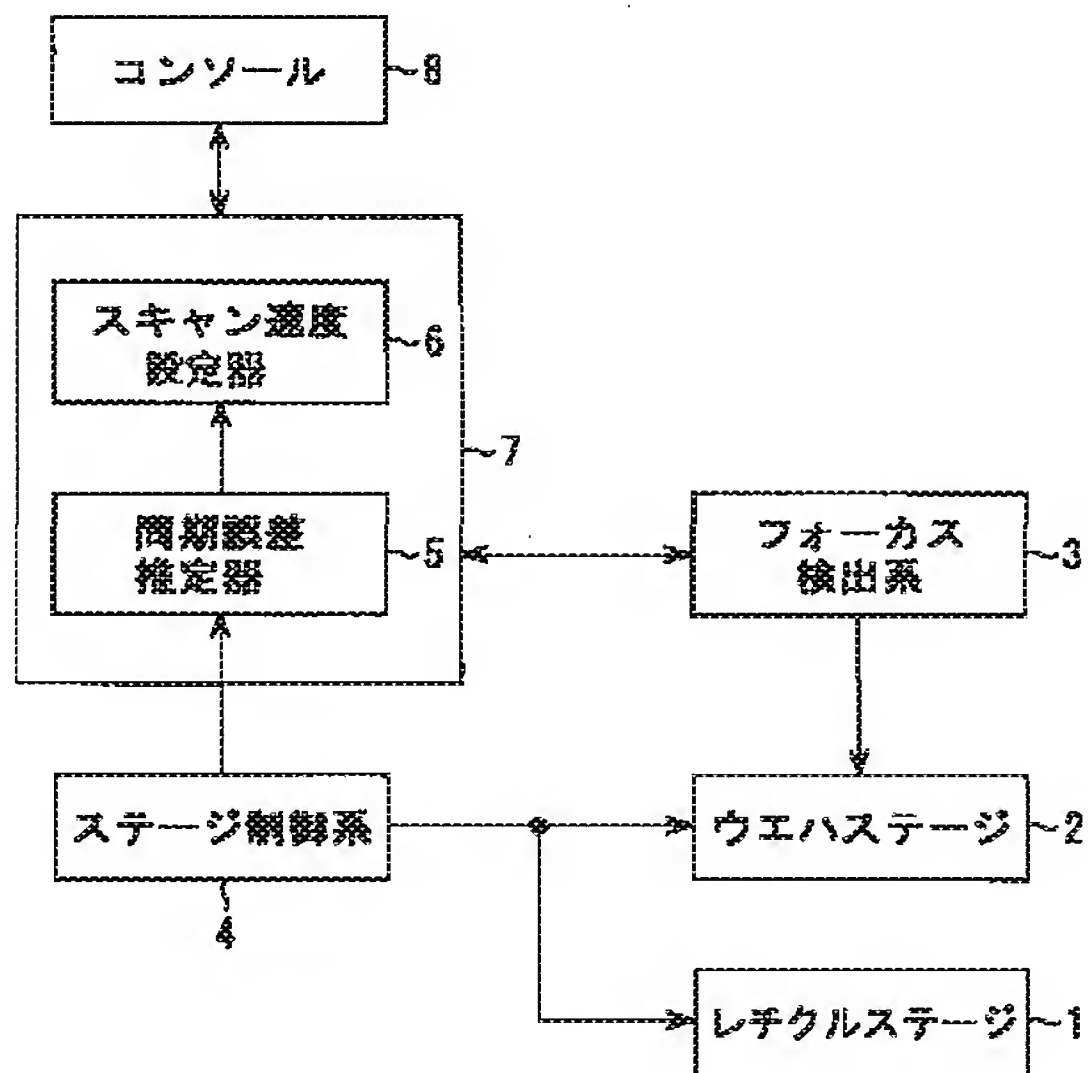 コンソール
8
スキャン速度
設定器
6
7
同期誤差
推定器
5
フォーカス
検出系
3
ステージ制御系
4
ウエハステージ
2
レチクルステージ
1